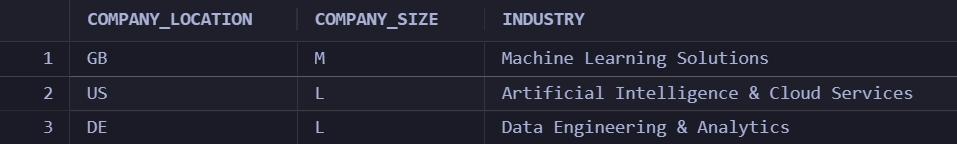 COMPANY_LOCATION COMPANY_SIZE INDUSTRY
1 GB M Machine Learning Solutions
2 US L Artificial Intelligence & Cloud Services
3 DE L Data Engineering & Analytics